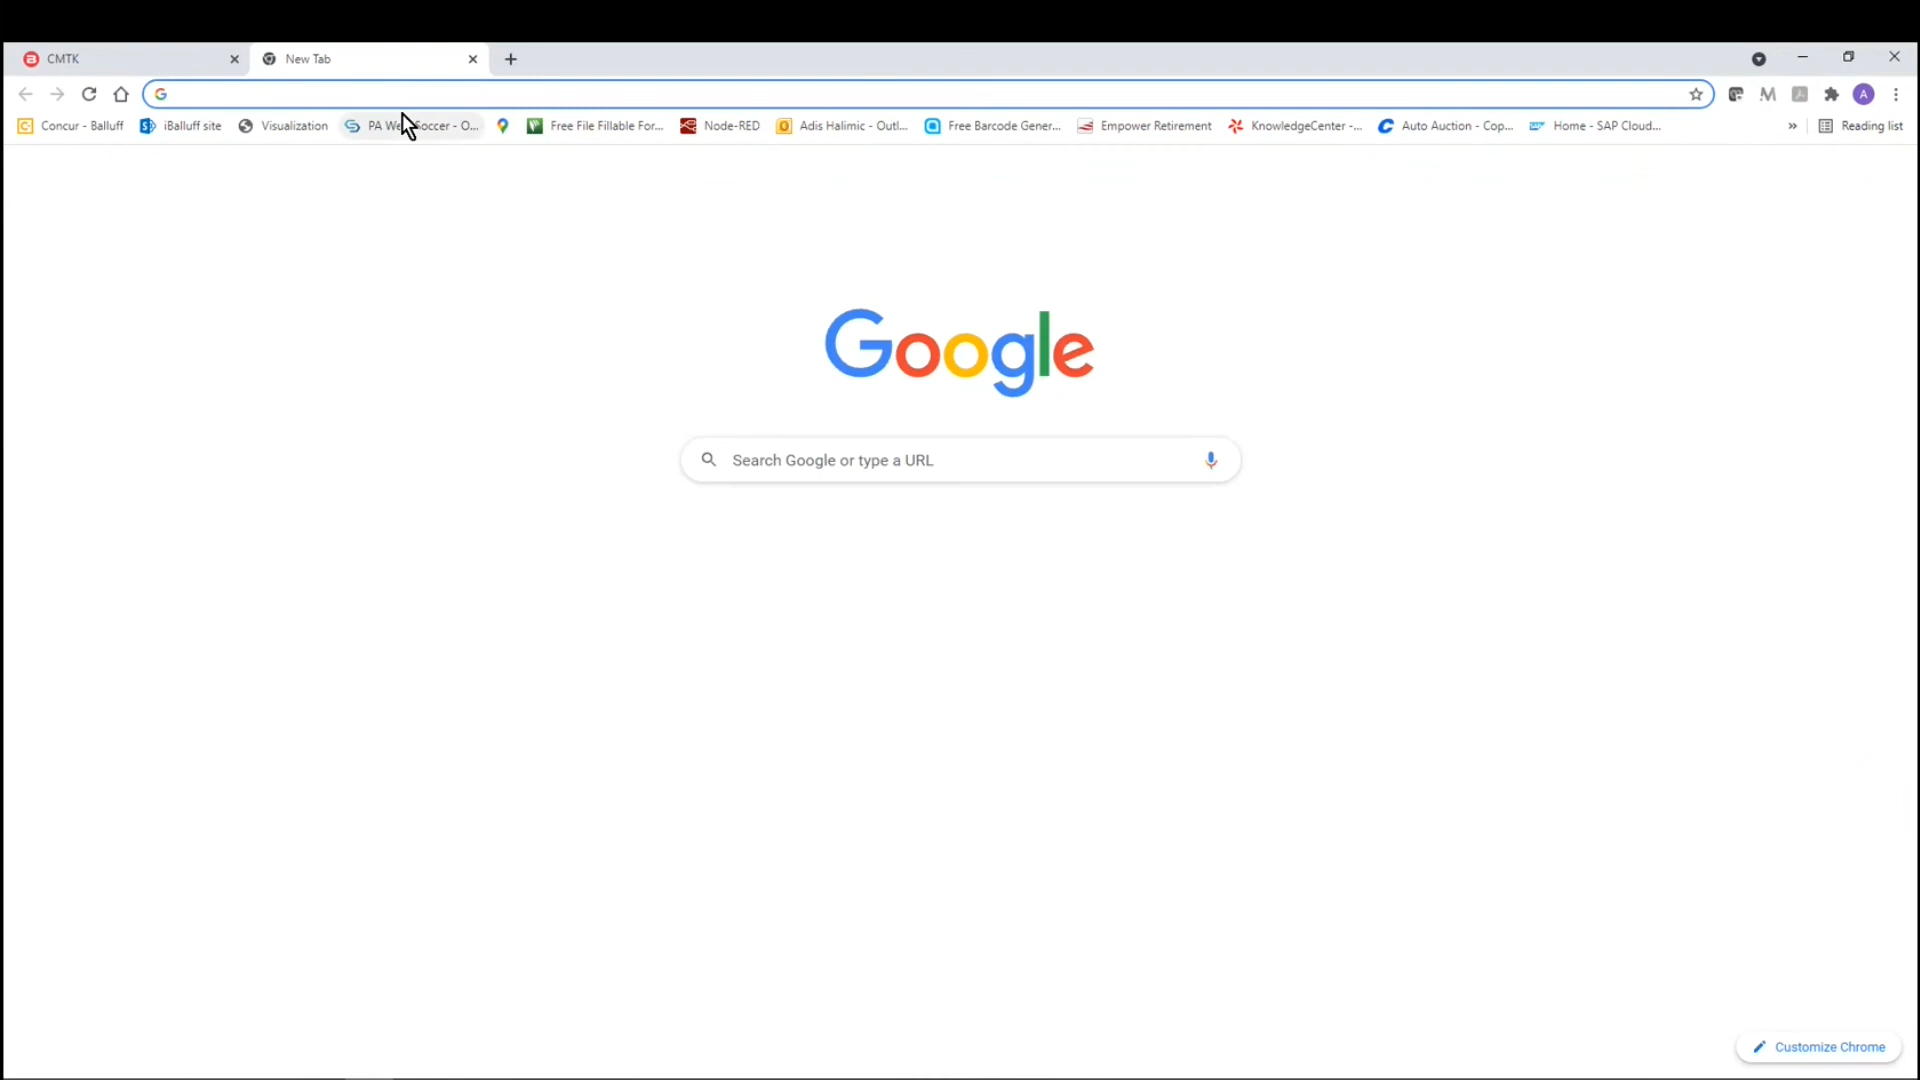 CMTK
New Tab
Concur - Balluff
iBalluff site
Visualization
PA We Soccer - O...
Free File Fillable For...
Node-RED
Adis Halimic - Outl...
Free Barcode Gener...
Empower Retirement
KnowledgeCenter -...
Auto Auction - Cop...
Home - SAP Cloud...
»
Reading list
A
Google
Search Google or type a URL
Customize Chrome